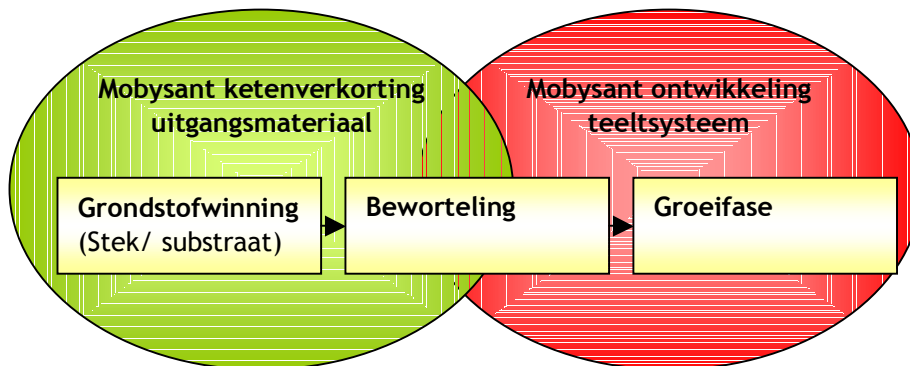 Mobysant ketenverkorting
uitgangsmateriaal
Mobysant ontwikkeling
teeltsysteem
Grondstofwinning
(Stek/ substraat)
Beworteling
Groeifase